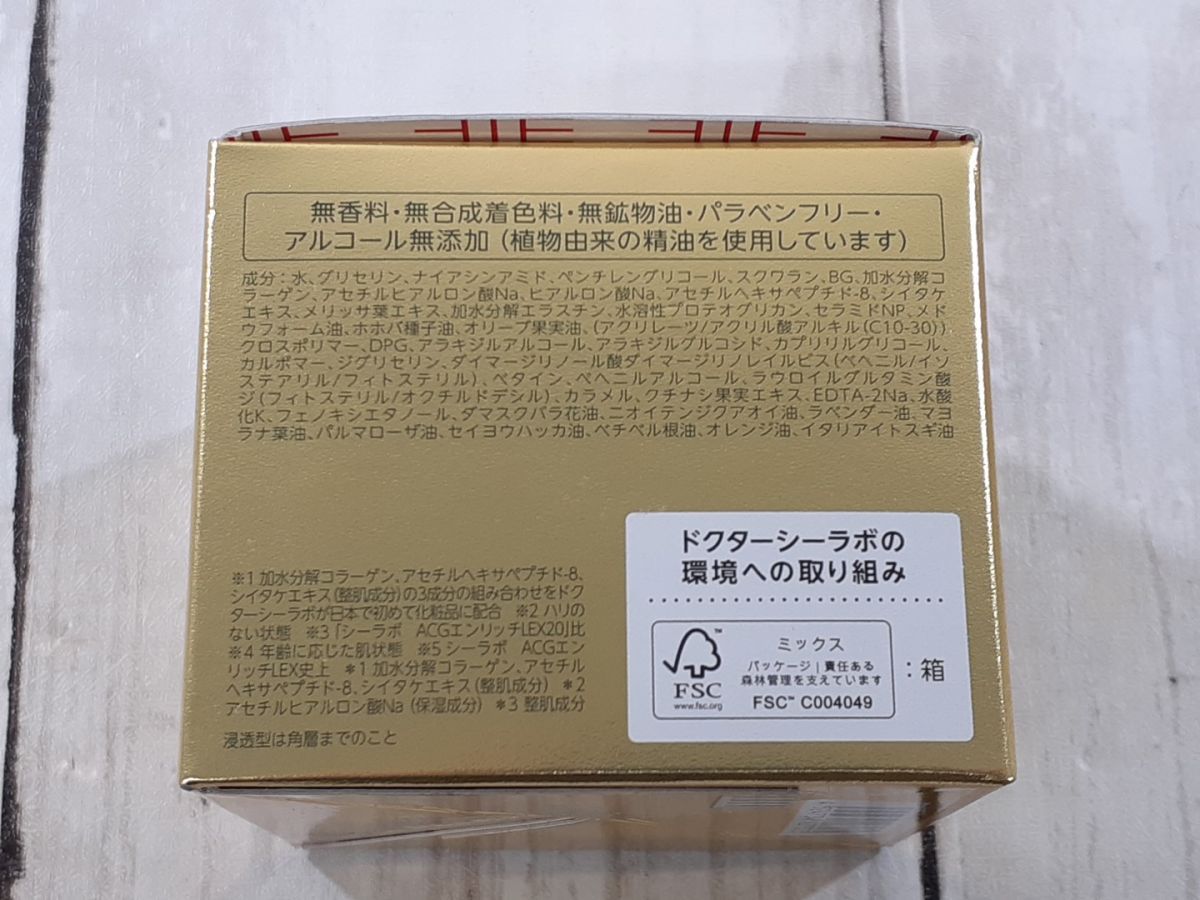 無香料・無合成着色料・無鉱物油・パラベンフリー・
アルコール無添加（植物由来の精油を使用しています）
成分：水、グリセリン、ナイアシンアミド、ペンチレングリコール、スクワラン、BG、加水分解コ
ラーゲン、アセチルヒアルロン酸Na、ヒアルロン酸Na、アセチルヘキサペプチド-8、シイタケ
エキス、メリッサ葉エキス、加水分解エラスチン、水溶性プロテオグリカン、セラミドNP、メド
ウフォーム油、ホホバ種子油、オリーブ果実油、（アクリレーツ/アクリル酸アルキル（C10-30））
クロスポリマー、DPG、アラキジルアルコール、アラキジルグルコシド、カプリリルグリコール、
カルボマー、ジグリセリン、ダイマージリノール酸ダイマージリノレイルビス（ベヘニル/イソ
ステアリル/フィトステリル）、ベタイン、ベヘニルアルコール、ラウロイルグルタミン酸
ジ（フィトステリル/オクチルドデシル）、カラメル、クチナシ果実エキス、EDTA-2Na、水酸
化K、フェノキシエタノール、ダマスクバラ花油、ニオイテンジクアオイ油、ラベンダー油、マヨ
ラナ葉油、パルマローザ油、セイヨウハッカ油、ベチベル根油、オレンジ油、イタリアイトスギ油
※1 加水分解コラーゲン、アセチルヘキサペプチド-8、
シイタケエキス（整肌成分）の3成分の組み合わせをドク
ターシーラボが日本で初めて化粧品に配合 ※2 ハリの
ない状態 ※3「シーラボ ACGエンリッチLEX20」比
※4 年齢に応じた肌状態 ※5 シーラボ ACGエン
リッチLEX史上 *1 加水分解コラーゲン、アセチル
ヘキサペプチド-8、シイタケエキス（整肌成分） *2
アセチルヒアルロン酸Na（保湿成分） *3 整肌成分
浸透型は角層までのこと
ドクターシーラボの
環境への取り組み
FSC
www.fsc.org
ミックス
パッケージ｜責任ある
森林管理を支えています
FSC™ C004049
：箱